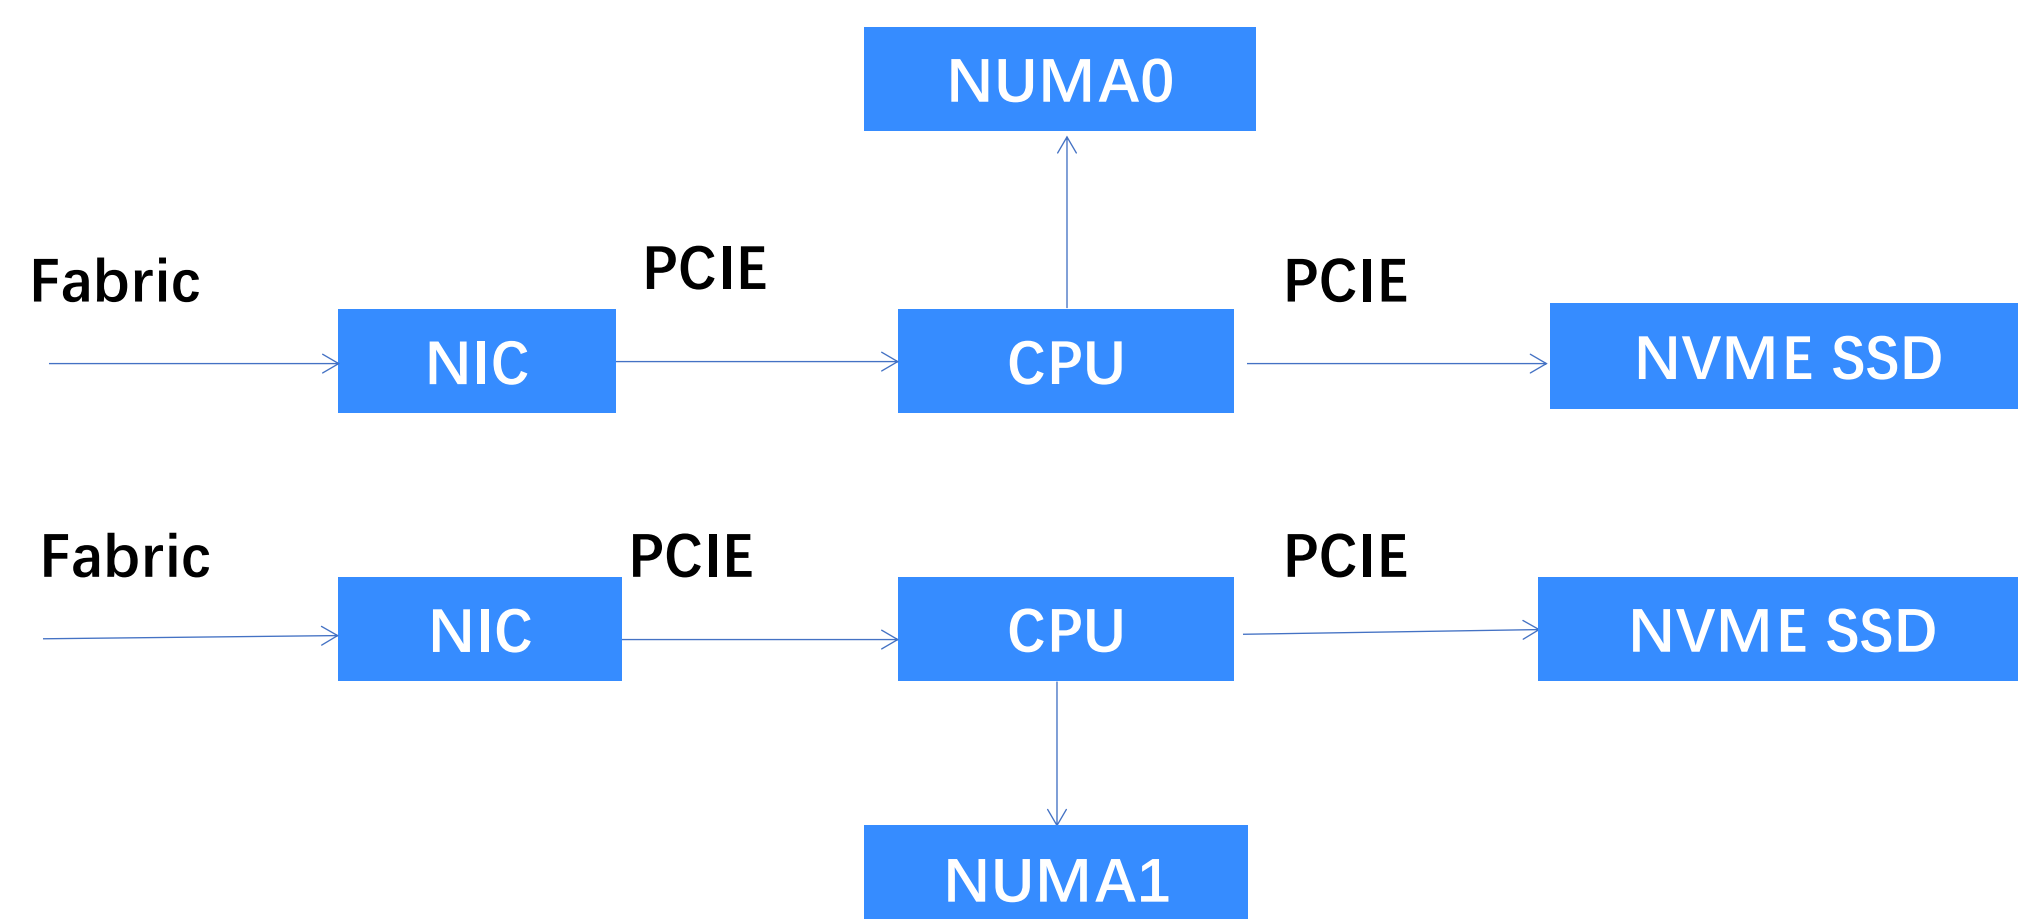 NUMA0
Fabric
PCIE
PCIE
NIC
CPU
NVME SSD
Fabric
PCIE
PCIE
NIC
CPU
NVME SSD
NUMA1